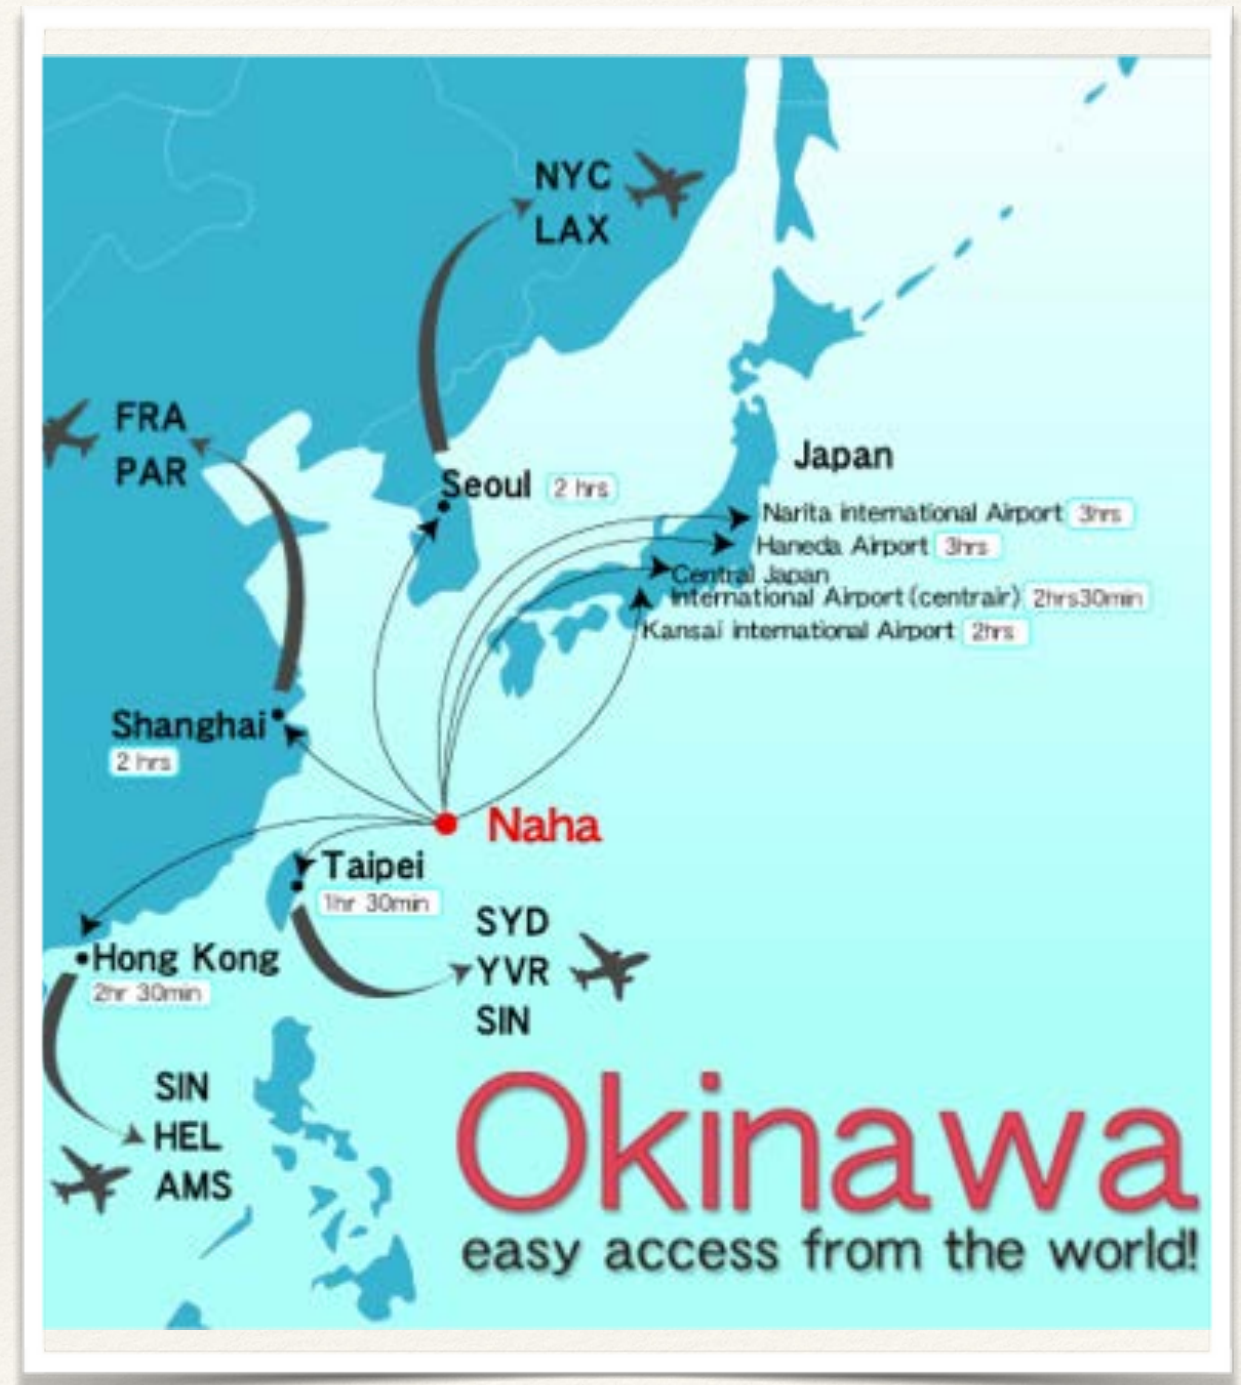 NYC
LAX
FRA
PAR
Seoul 2 hrs
Japan
Narita international Airport 3hrs
Haneda Airport 3hrs
Central Japan
International Airport (centrair) 2hrs30min
Kansai international Airport 2hrs
Shanghai
2 hrs
Naha
Taipei
1hr 30min
SYD
YVR
SIN
Hong Kong
2hr 30min
SIN
HEL
AMS
Okinawa
easy access from the world!